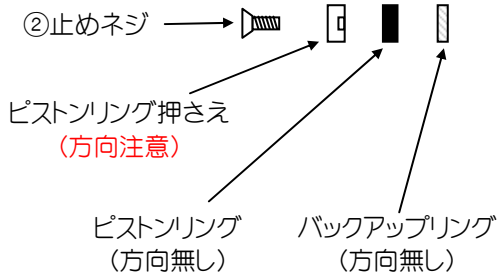 ②止めネジ
ピストンリング押さえ
(方向注意)
ピストンリング
(方向無し)
バックアップリング
(方向無し)